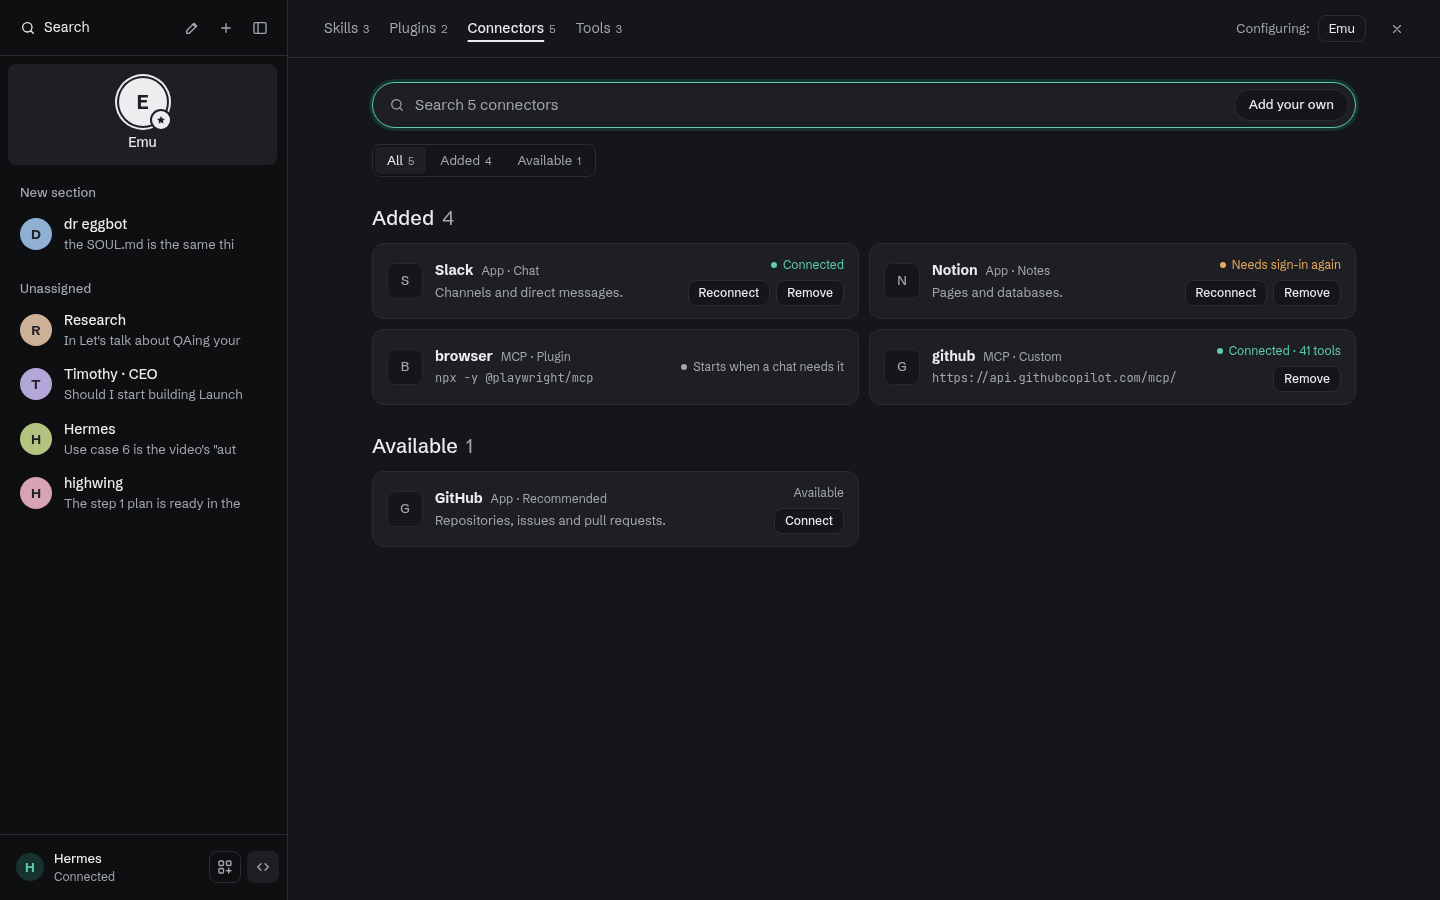 Search
E
Emu
New section
D
dr eggbot
the SOUL.md is the same thi
Unassigned
R
Research
In Let's talk about QAing your
T
Timothy · CEO
Should I start building Launch
H
Hermes
Use case 6 is the video's "aut
H
highwing
The step 1 plan is ready in the
H
Hermes
Connected
Skills 3 Plugins 2 Connectors 5 Tools 3
Configuring: Emu
Search 5 connectors
Add your own
All 5 Added 4 Available 1
Added 4
S
Slack App · Chat
Channels and direct messages.
Connected
Reconnect Remove
N
Notion App · Notes
Pages and databases.
Needs sign-in again
Reconnect Remove
B
browser MCP · Plugin
npx -y @playwright/mcp
Starts when a chat needs it
G
github MCP · Custom
https://api.githubcopilot.com/mcp/
Connected · 41 tools
Remove
Available 1
G
GitHub App · Recommended
Repositories, issues and pull requests.
Available
Connect